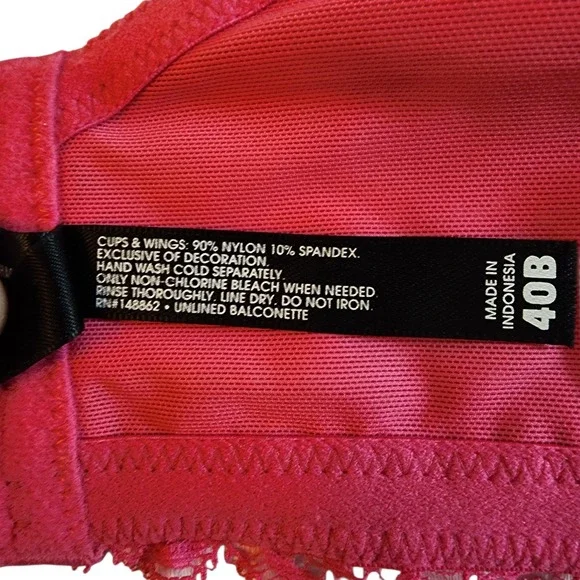 CUPS & WINGS: 90% NYLON 10% SPANDEX.
EXCLUSIVE OF DECORATION.
HAND WASH COLD SEPARATELY.
ONLY NON-CHLORINE BLEACH WHEN NEEDED.
RINSE THOROUGHLY. LINE DRY. DO NOT IRON.
RN#148862 • UNLINED BALCONETTE
MADE IN
INDONESIA
40B